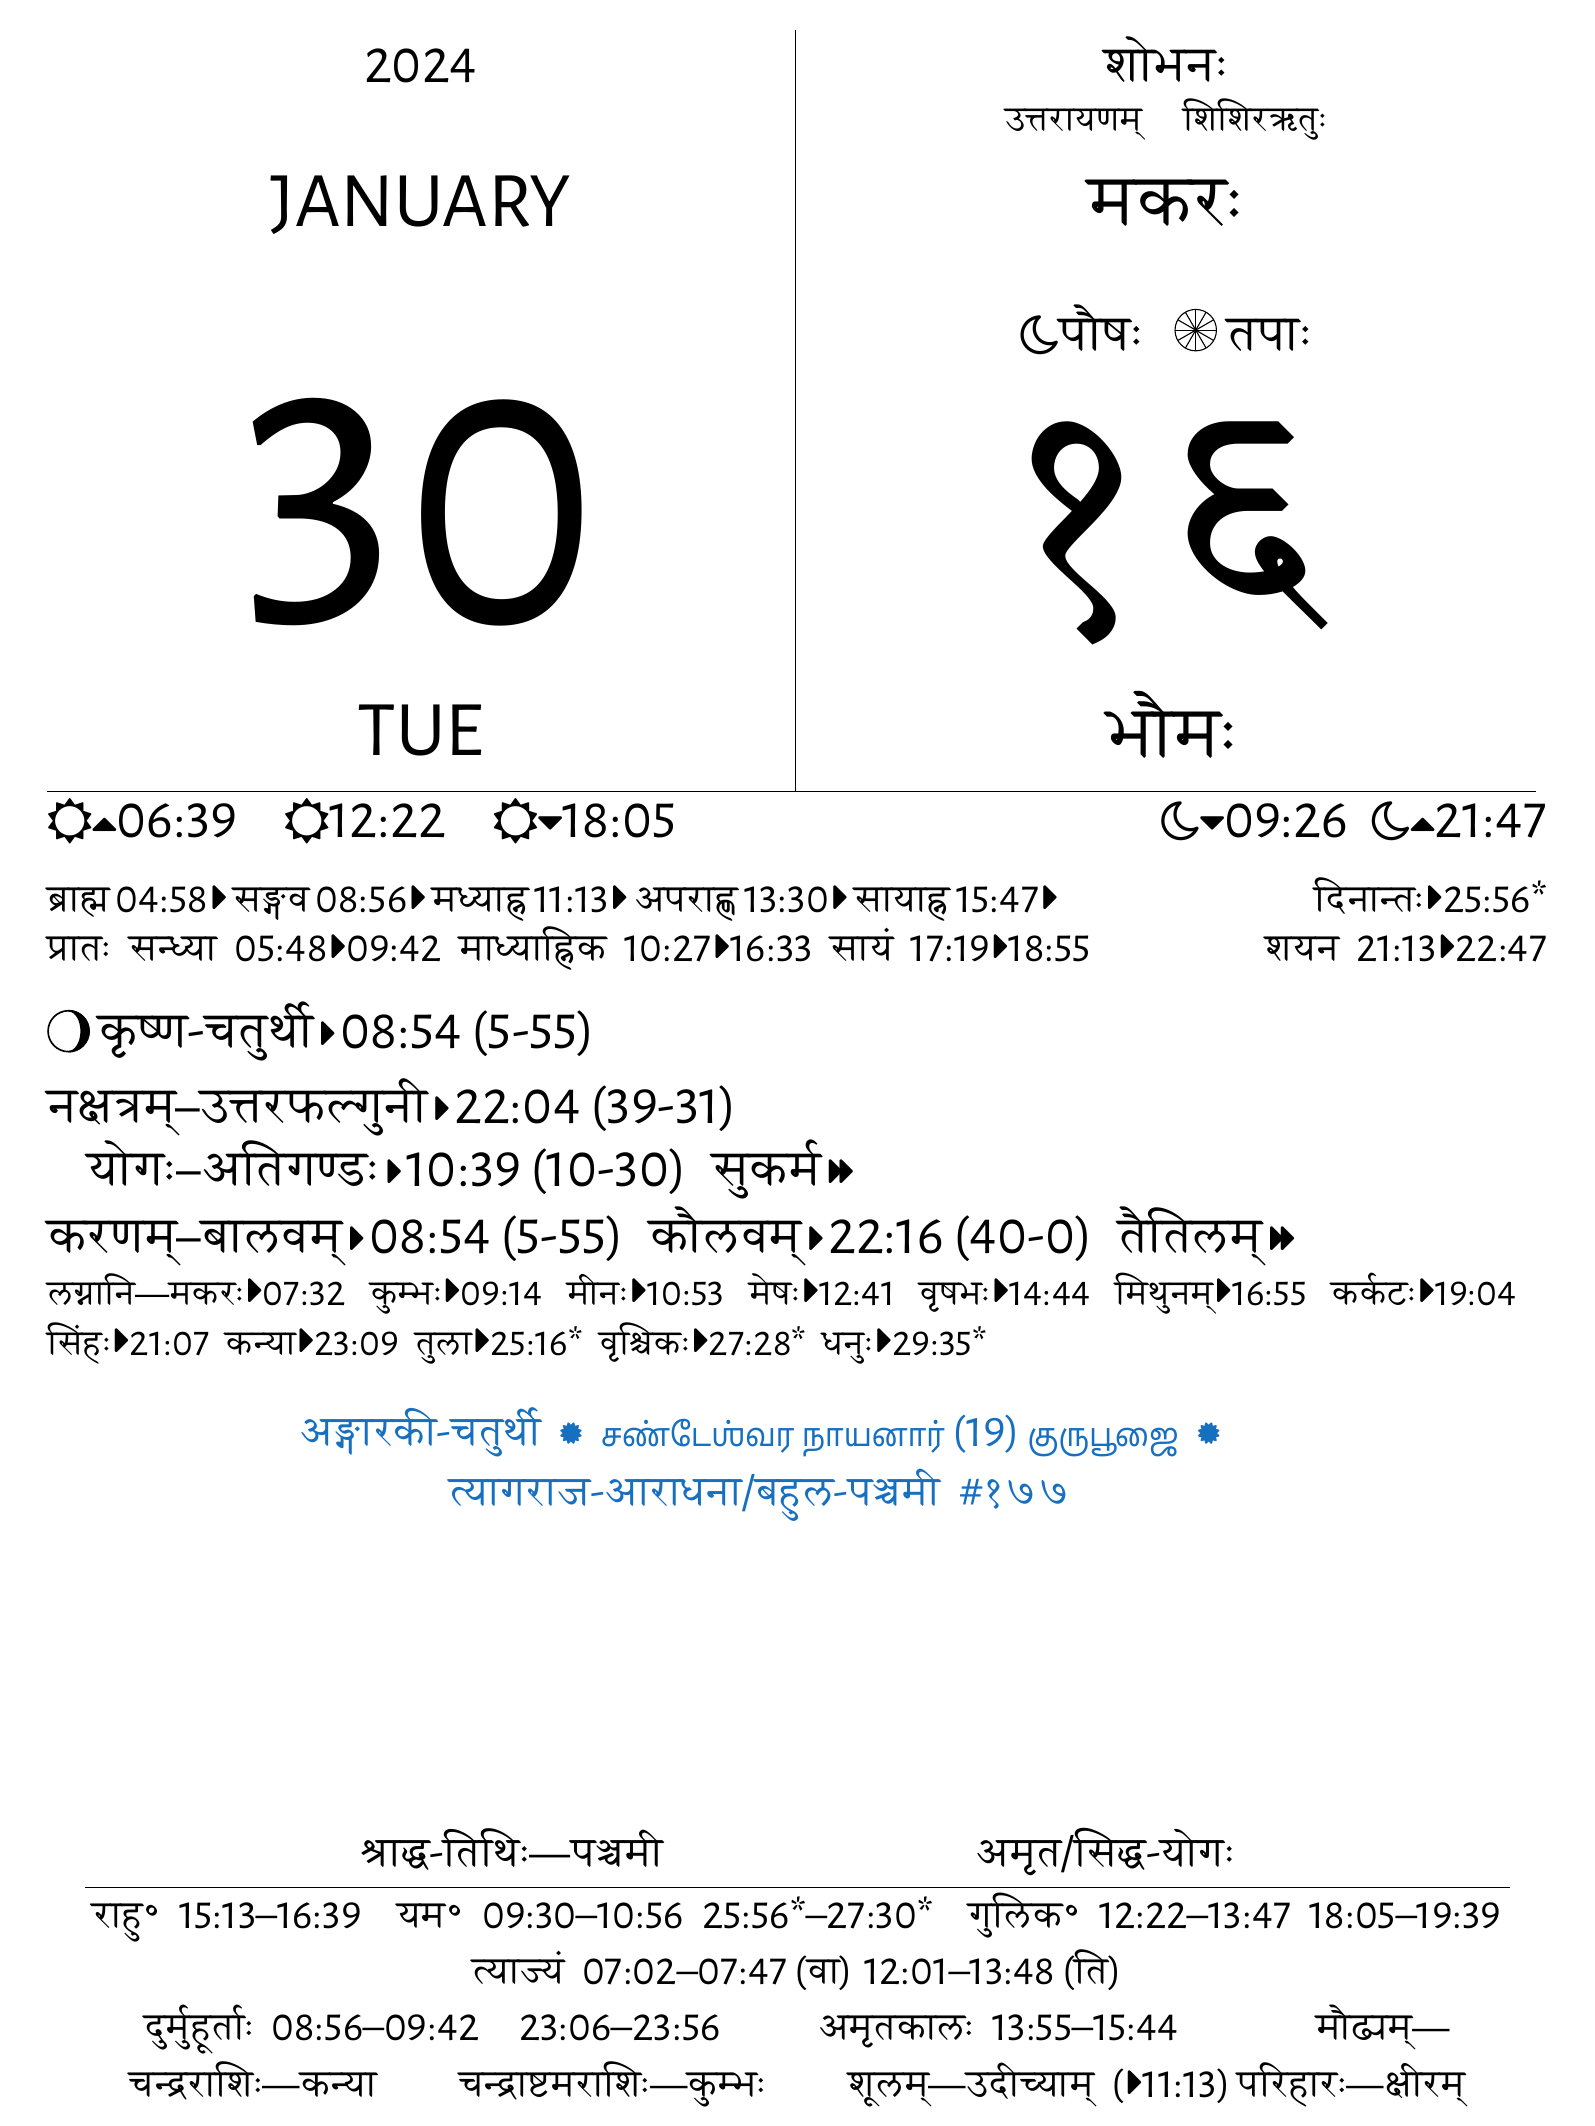 2024
JANUARY
30
TUE
शोभनः
उत्तरायणम् शिशिरऋतुः
मकरः
पौषः तपाः
१६
भौमः
06:39 12:22 18:05 09:26 21:47
ब्राह्म 04:58 सङ्गव 08:56 मध्याह्न 11:13 अपराह्ण 13:30 सायाह्न 15:47 दिनान्तः 25:56*
प्रातः सन्ध्या 05:48 09:42 माध्याह्निक 10:27 16:33 सायं 17:19 18:55 शयन 21:13 22:47
कृष्ण-चतुर्थी 08:54 (5-55)
नक्षत्रम्–उत्तरफल्गुनी 22:04 (39-31)
योगः–अतिगण्डः 10:39 (10-30) सुकर्म
करणम्–बालवम् 08:54 (5-55) कौलवम् 22:16 (40-0) तैतिलम्
लग्नानि—मकरः 07:32 कुम्भः 09:14 मीनः 10:53 मेषः 12:41 वृषभः 14:44 मिथुनम् 16:55 कर्कटः 19:04
सिंहः 21:07 कन्या 23:09 तुला 25:16* वृश्चिकः 27:28* धनुः 29:35*
अङ्गारकी-चतुर्थी சண்டேஶ்வர நாயனார் (19) குருபூஜை
त्यागराज-आराधना/बहुल-पञ्चमी #१७७
श्राद्ध-तिथिः—पञ्चमी अमृत/सिद्ध-योगः
राहु॰ 15:13–16:39 यम॰ 09:30–10:56 25:56*–27:30* गुलिक॰ 12:22–13:47 18:05–19:39
त्याज्यं 07:02–07:47 (वा) 12:01–13:48 (ति)
दुर्मुहूर्ताः 08:56–09:42 23:06–23:56 अमृतकालः 13:55–15:44 मौढ्यम्—
चन्द्रराशिः—कन्या चन्द्राष्टमराशिः—कुम्भः शूलम्—उदीच्याम् (11:13) परिहारः—क्षीरम्